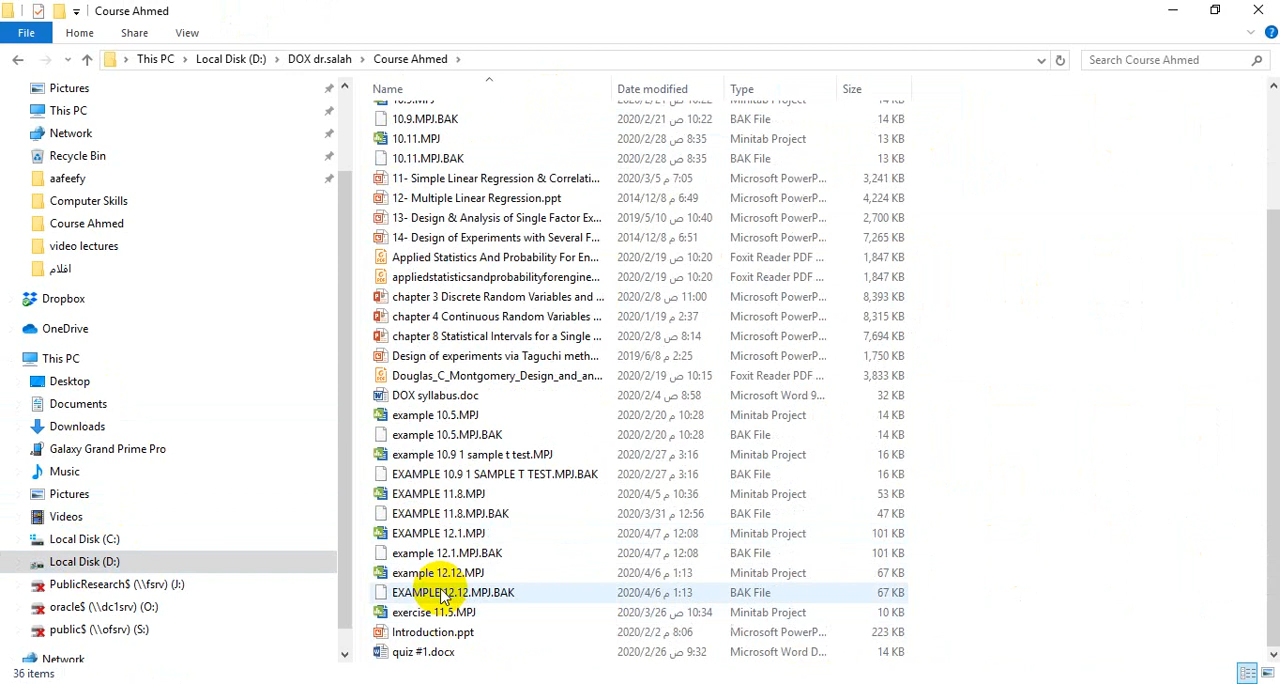 Course Ahmed
File Home Share View
This PC Local Disk (D:) DOX dr.salah Course Ahmed
Search Course Ahmed
Pictures
This PC
Network
Recycle Bin
aafeefy
Computer Skills
Course Ahmed
video lectures
افلام
Dropbox
OneDrive
This PC
Desktop
Documents
Downloads
Galaxy Grand Prime Pro
Music
Pictures
Videos
Local Disk (C:)
Local Disk (D:)
PublicResearch$ (\\fsrv) (J:)
oracle$ (\\dc1srv) (O:)
public$ (\\ofsrv) (S:)
Network
Name Date modified Type Size
10.9.MPJ 2020/2/21 ص 10:22 Minitab Project 14 KB
10.9.MPJ.BAK 2020/2/21 ص 10:22 BAK File 14 KB
10.11.MPJ 2020/2/28 ص 8:35 Minitab Project 13 KB
10.11.MPJ.BAK 2020/2/28 ص 8:35 BAK File 13 KB
11- Simple Linear Regression & Correlati... 2020/3/5 م 7:05 Microsoft PowerP... 3,241 KB
12- Multiple Linear Regression.ppt 2014/12/8 م 6:49 Microsoft PowerP... 4,224 KB
13- Design & Analysis of Single Factor Ex... 2019/5/10 ص 10:40 Microsoft PowerP... 2,700 KB
14- Design of Experiments with Several F... 2014/12/8 م 6:51 Microsoft PowerP... 7,265 KB
Applied Statistics And Probability For En... 2020/2/19 ص 10:20 Foxit Reader PDF ... 1,847 KB
appliedstatisticsandprobabilityforengine... 2020/2/19 ص 10:20 Foxit Reader PDF ... 1,847 KB
chapter 3 Discrete Random Variables and ... 2020/2/8 ص 11:00 Microsoft PowerP... 8,393 KB
chapter 4 Continuous Random Variables ... 2020/1/19 م 2:37 Microsoft PowerP... 8,315 KB
chapter 8 Statistical Intervals for a Single ... 2020/2/8 ص 8:14 Microsoft PowerP... 7,694 KB
Design of experiments via Taguchi meth... 2019/6/8 م 2:25 Microsoft PowerP... 1,750 KB
Douglas_C_Montgomery_Design_and_an... 2020/2/19 ص 10:15 Foxit Reader PDF ... 3,833 KB
DOX syllabus.doc 2020/2/4 ص 8:58 Microsoft Word 9... 32 KB
example 10.5.MPJ 2020/2/20 م 10:28 Minitab Project 14 KB
example 10.5.MPJ.BAK 2020/2/20 م 10:28 BAK File 14 KB
example 10.9 1 sample t test.MPJ 2020/2/27 م 3:16 Minitab Project 16 KB
EXAMPLE 10.9 1 SAMPLE T TEST.MPJ.BAK 2020/2/27 م 3:16 BAK File 16 KB
EXAMPLE 11.8.MPJ 2020/4/5 م 10:36 Minitab Project 53 KB
EXAMPLE 11.8.MPJ.BAK 2020/3/31 م 12:56 BAK File 47 KB
EXAMPLE 12.1.MPJ 2020/4/7 م 12:08 Minitab Project 101 KB
example 12.1.MPJ.BAK 2020/4/7 م 12:08 BAK File 101 KB
example 12.12.MPJ 2020/4/6 م 1:13 Minitab Project 67 KB
EXAMPLE 12.12.MPJ.BAK 2020/4/6 م 1:13 BAK File 67 KB
exercise 11.5.MPJ 2020/3/26 ص 10:34 Minitab Project 10 KB
Introduction.ppt 2020/2/2 م 8:06 Microsoft PowerP... 223 KB
quiz #1.docx 2020/2/26 ص 9:32 Microsoft Word D... 14 KB
36 items